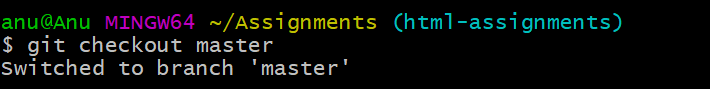 anu@Anu MINGW64 ~/Assignments (html-assignments)
$ git checkout master
Switched to branch 'master'